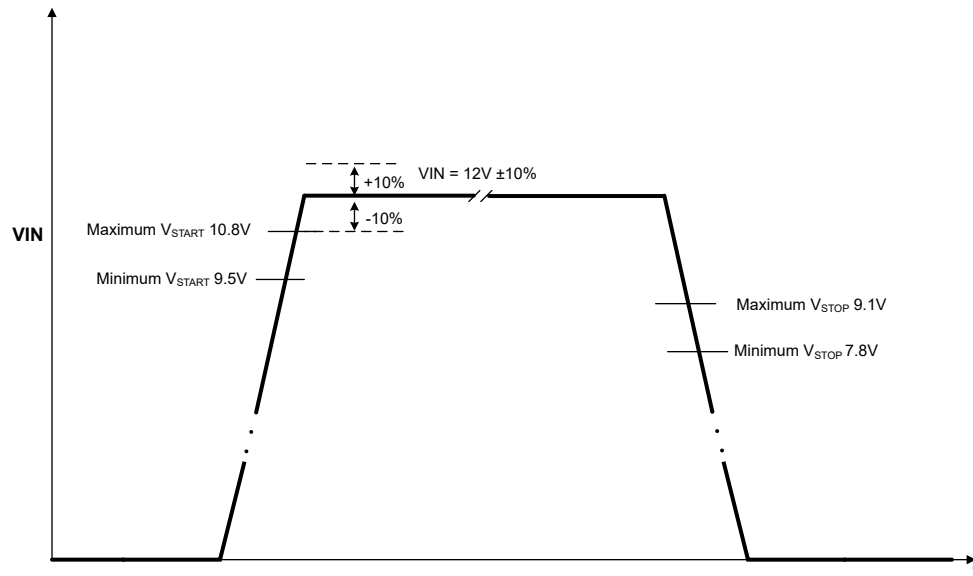 VIN = 12V ±10%
+10%
-10%
VIN
Maximum VSTART 10.8V
Minimum VSTART 9.5V
Maximum VSTOP 9.1V
Minimum VSTOP 7.8V